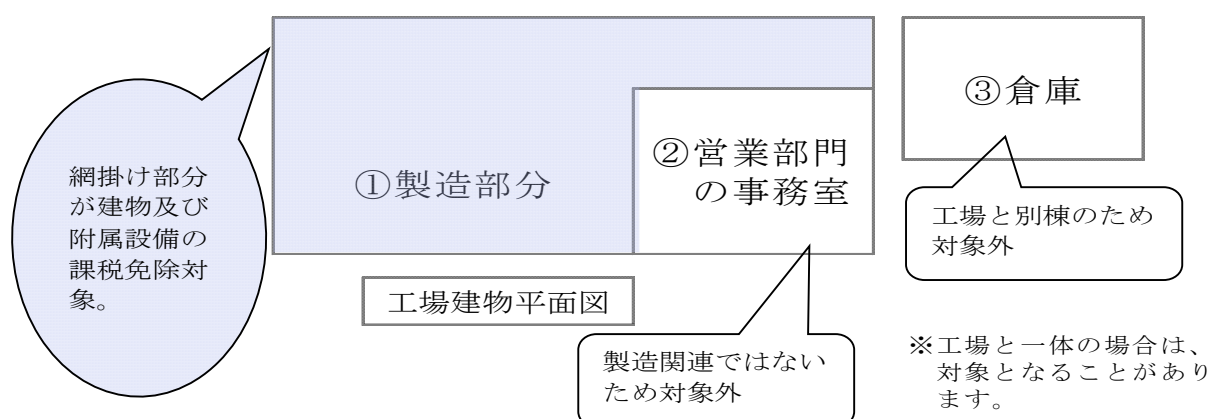 網掛け部分
が建物及び
附属設備の
課税免除対
象。
①製造部分
②営業部門
の事務室
③倉庫
工場と別棟のため
対象外
工場建物平面図
製造関連ではない
ため対象外
※工場と一体の場合は、
対象となることがあり
ます。